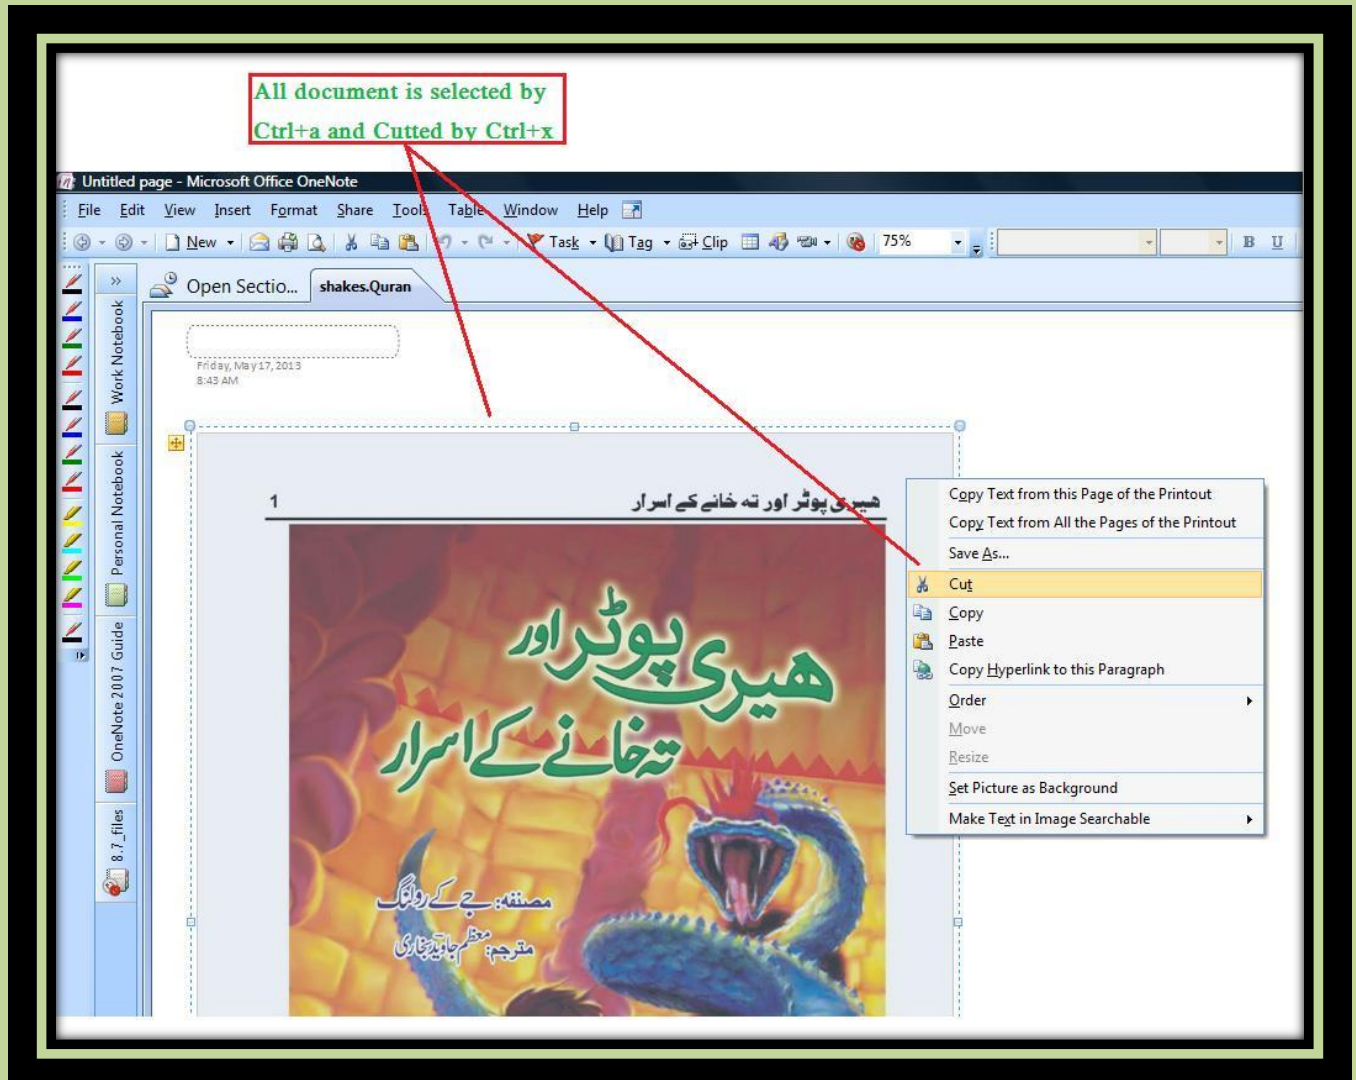 All document is selected by
Ctrl+a and Cutted by Ctrl+x
Untitled page - Microsoft Office OneNote
File Edit View Insert Format Share Tools Table Window Help
New Task Tag Clip 75% B U
Open Sectio... shakes.Quran
Work Notebook
Personal Notebook
OneNote 2007 Guide
8.7_files
Friday, May 17, 2013
8:43 AM
1 ھیری پوٹر اور تہ خانے کے اسرار
ھیری پوٹر اور
تہ خانے کے اسرار
مصنفہ: جے کے رولنگ
مترجم: معظم جاوید بخاری
Copy Text from this Page of the Printout
Copy Text from All the Pages of the Printout
Save As...
Cut
Copy
Paste
Copy Hyperlink to this Paragraph
Order
Move
Resize
Set Picture as Background
Make Text in Image Searchable